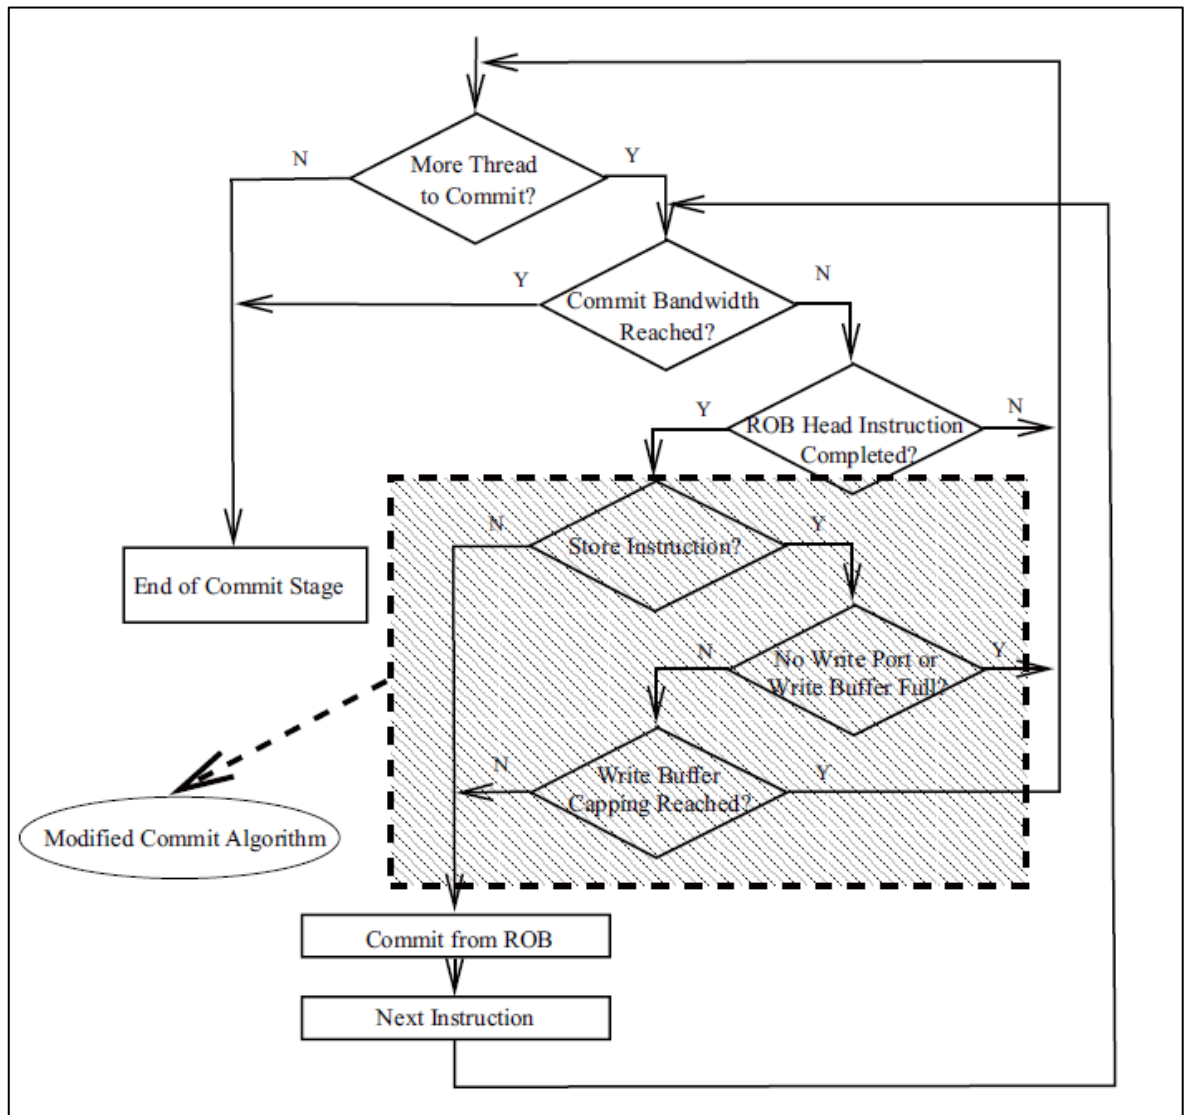 N
Y
More Thread
to Commit?
Y
N
Commit Bandwidth
Reached?
Y
N
ROB Head Instruction
Completed?
N
Y
Store Instruction?
End of Commit Stage
N
Y
No Write Port or
Write Buffer Full?
N
Y
Write Buffer
Capping Reached?
Modified Commit Algorithm
Commit from ROB
Next Instruction